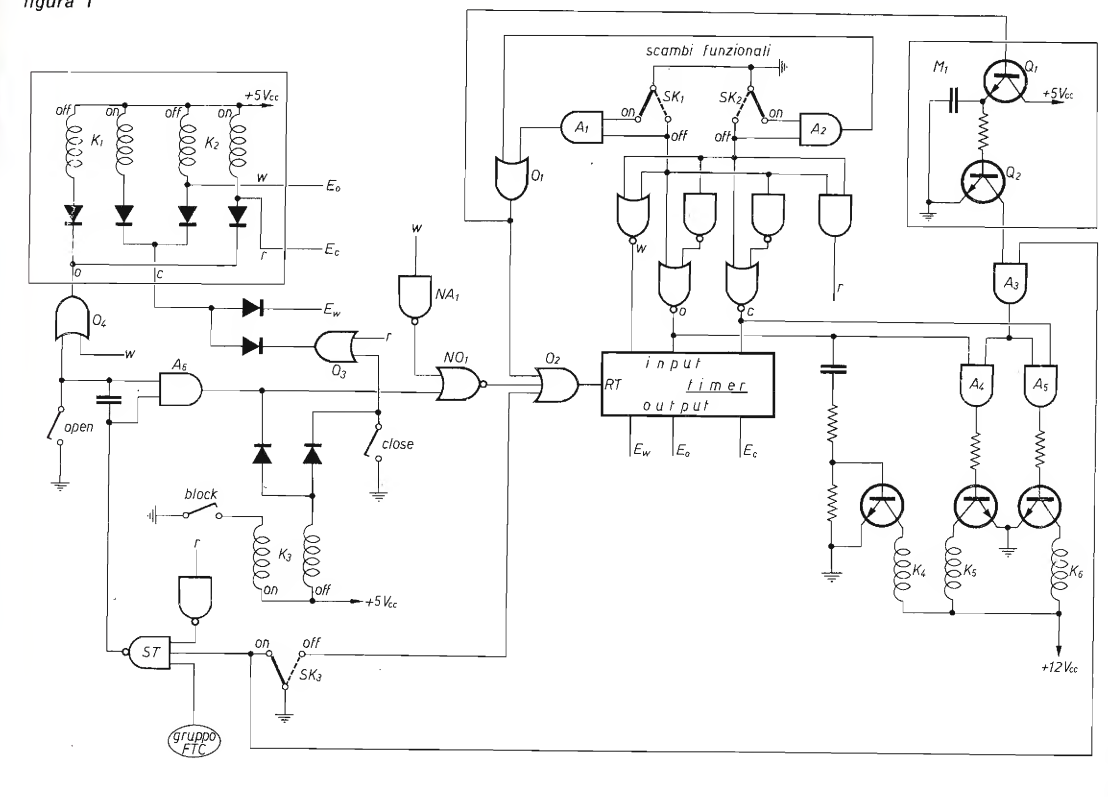 figura 1
scambi funzionali
M1
Q1
+5Vcc
off
on
off
on
+5Vcc
K1
K2
on
SK1
SK2
on
A1
A2
off
off
O1
Q2
w
Eo
r
Ec
w
w
r
A3
o
c
Ew
NA1
o
c
O4
w
r
O3
NO1
O2
input
timer
output
RT
A4
A5
A6
open
close
Ew
Eo
Ec
block
r
K3
on
off
+5Vcc
K4
K5
K6
ST
on
off
SK3
+12Vcc
gruppo
FTC